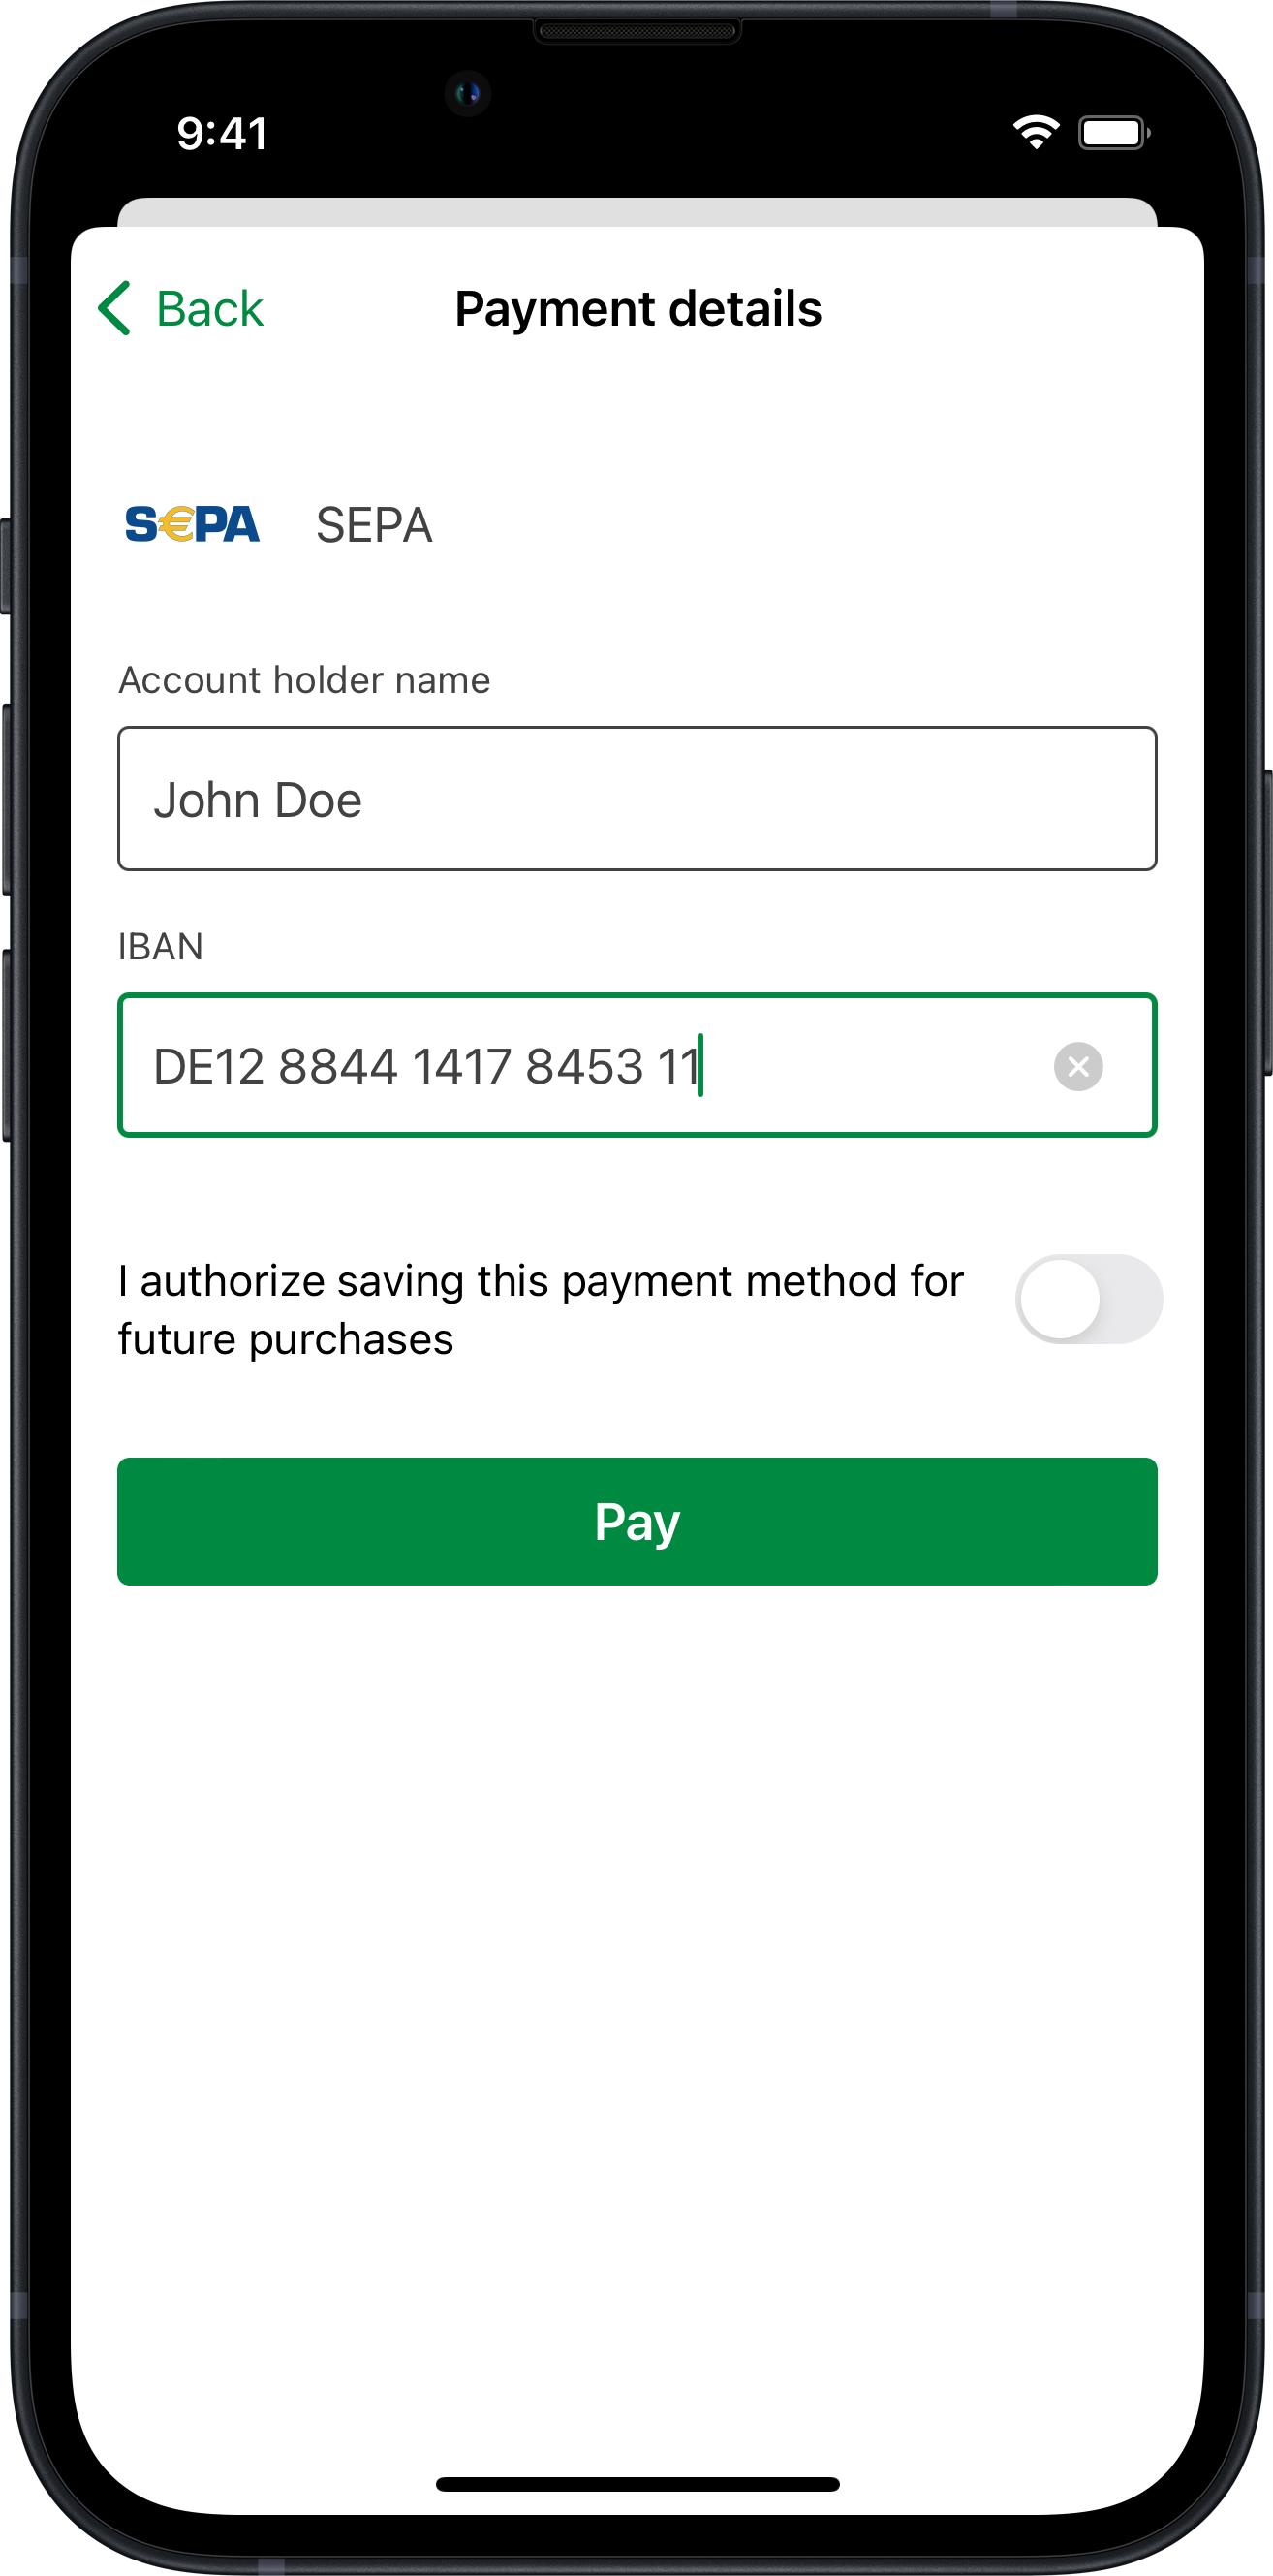 9:41
Back
Payment details
S€PA SEPA
Account holder name
John Doe
IBAN
DE12 8844 1417 8453 11
I authorize saving this payment method for
future purchases
Pay